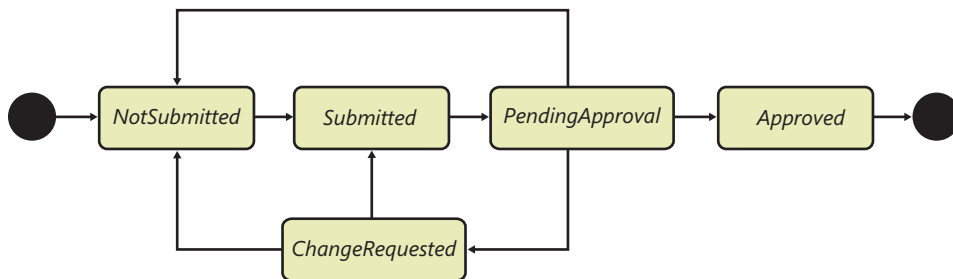 NotSubmitted
Submitted
PendingApproval
Approved
ChangeRequested